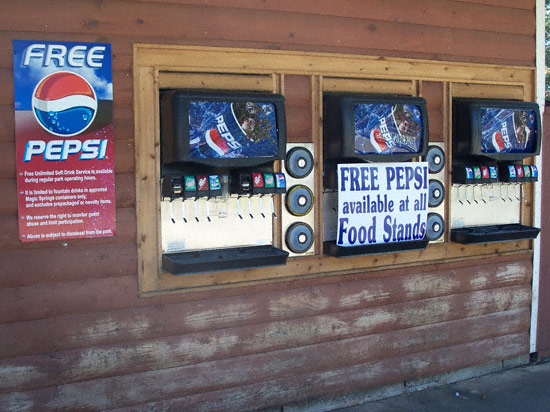 FREE
PEPSI
Free Unlimited Soft Drink Service is available
during regular park operating hours.
It is limited to fountain drinks in approved
Magic Springs containers only
and excludes prepackaged or novelty items.
We reserve the right to monitor guest
abuse and limit participation.
Abuse is subject to dismissal from the park.
PEPSI
PEPSI
PEPSI
FREE PEPSI
available at all
Food Stands